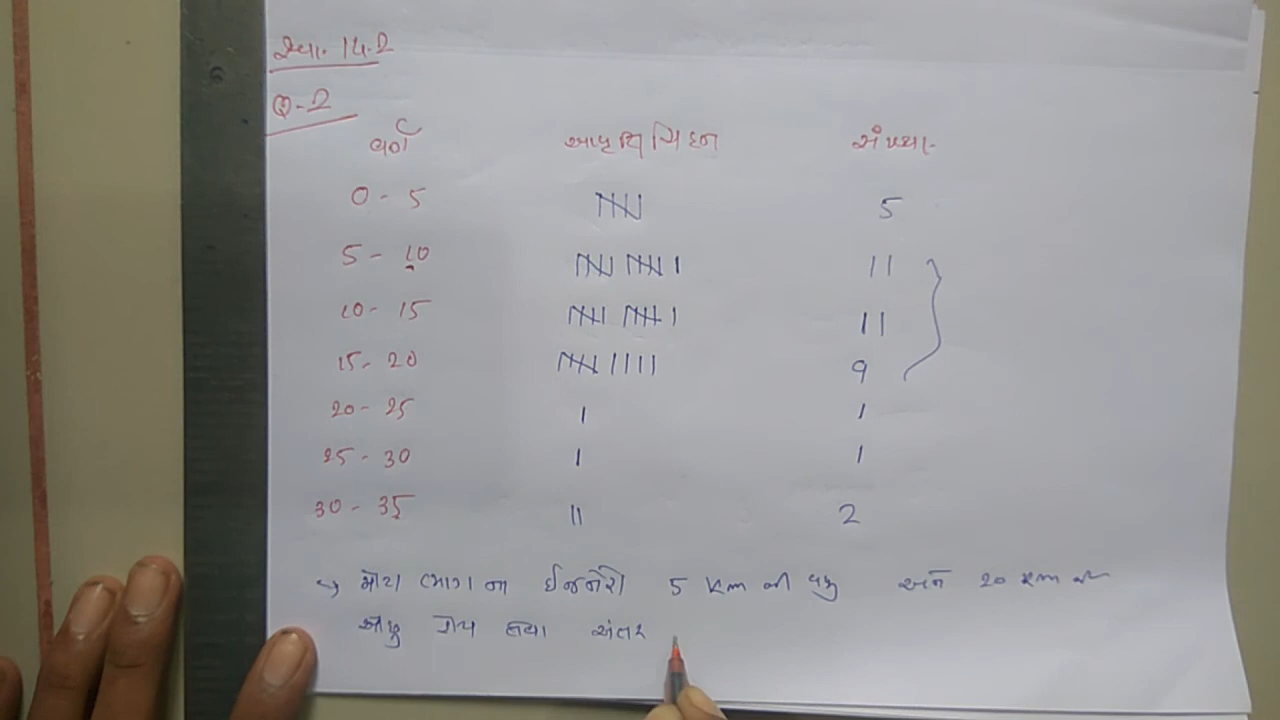 સ્વા. 14.2
Q-2
વર્ગ આવૃત્તિ ચિહ્ન સંખ્યા
0 - 5 |||| 5
5 - 10 |||| |||| | 11
10 - 15 |||| |||| | 11
15 - 20 |||| |||| 9
20 - 25 | 1
25 - 30 | 1
30 - 35 || 2
→ મોટા ભાગ ના ઈજનેરો 5 km થી વધુ અને 20 km થી
ઓછુ હોય તેવા અંતર